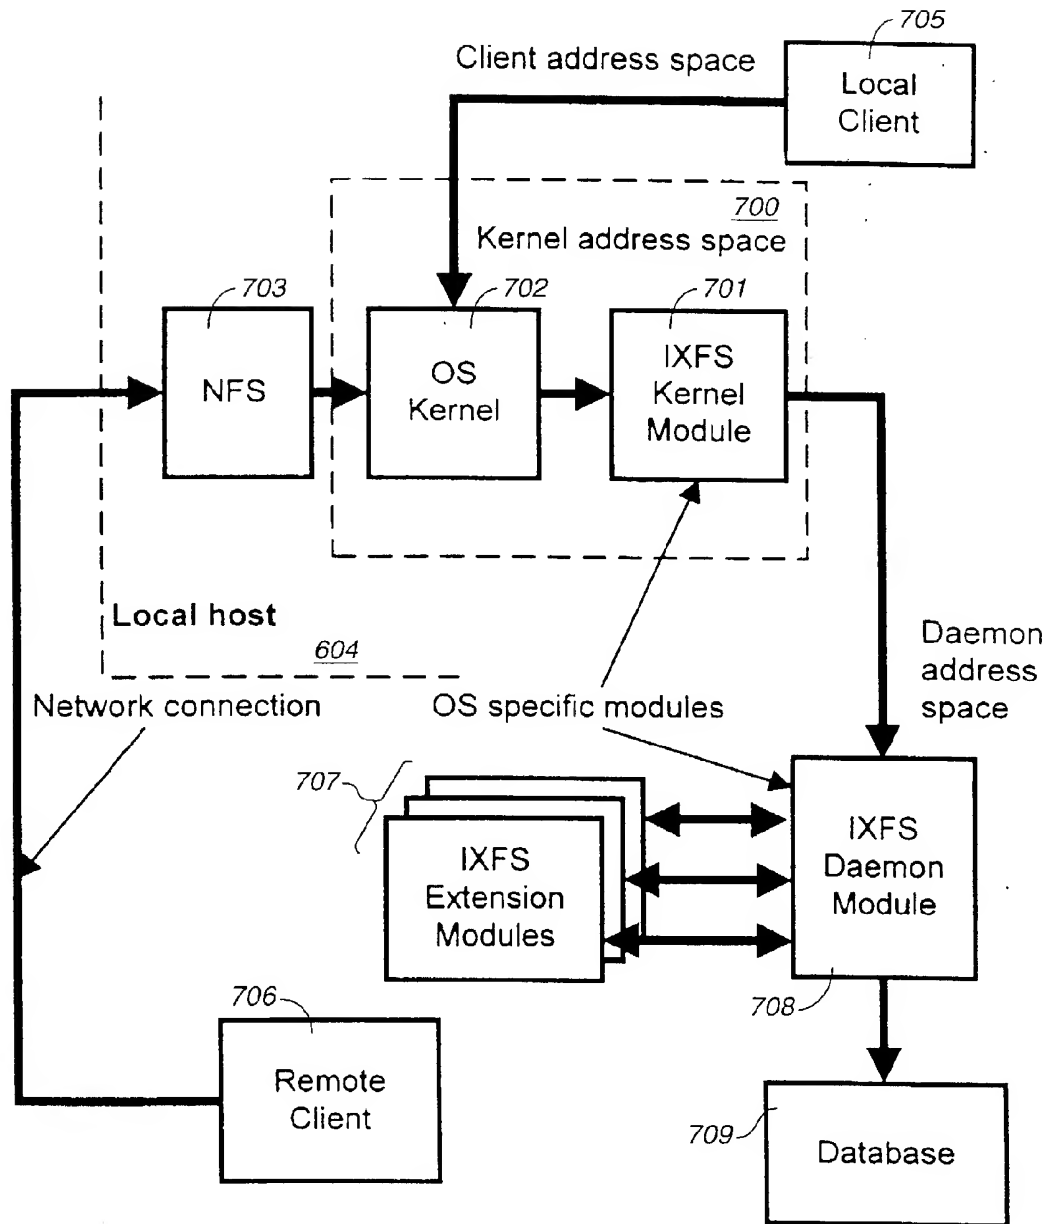 705
Client address space
Local
Client
700
Kernel address space
703
702
701
NFS
OS
Kernel
IXFS
Kernel
Module
Local host
604
Daemon
address
space
Network connection
OS specific modules
707
IXFS
Extension
Modules
IXFS
Daemon
Module
706
708
Remote
Client
709
Database